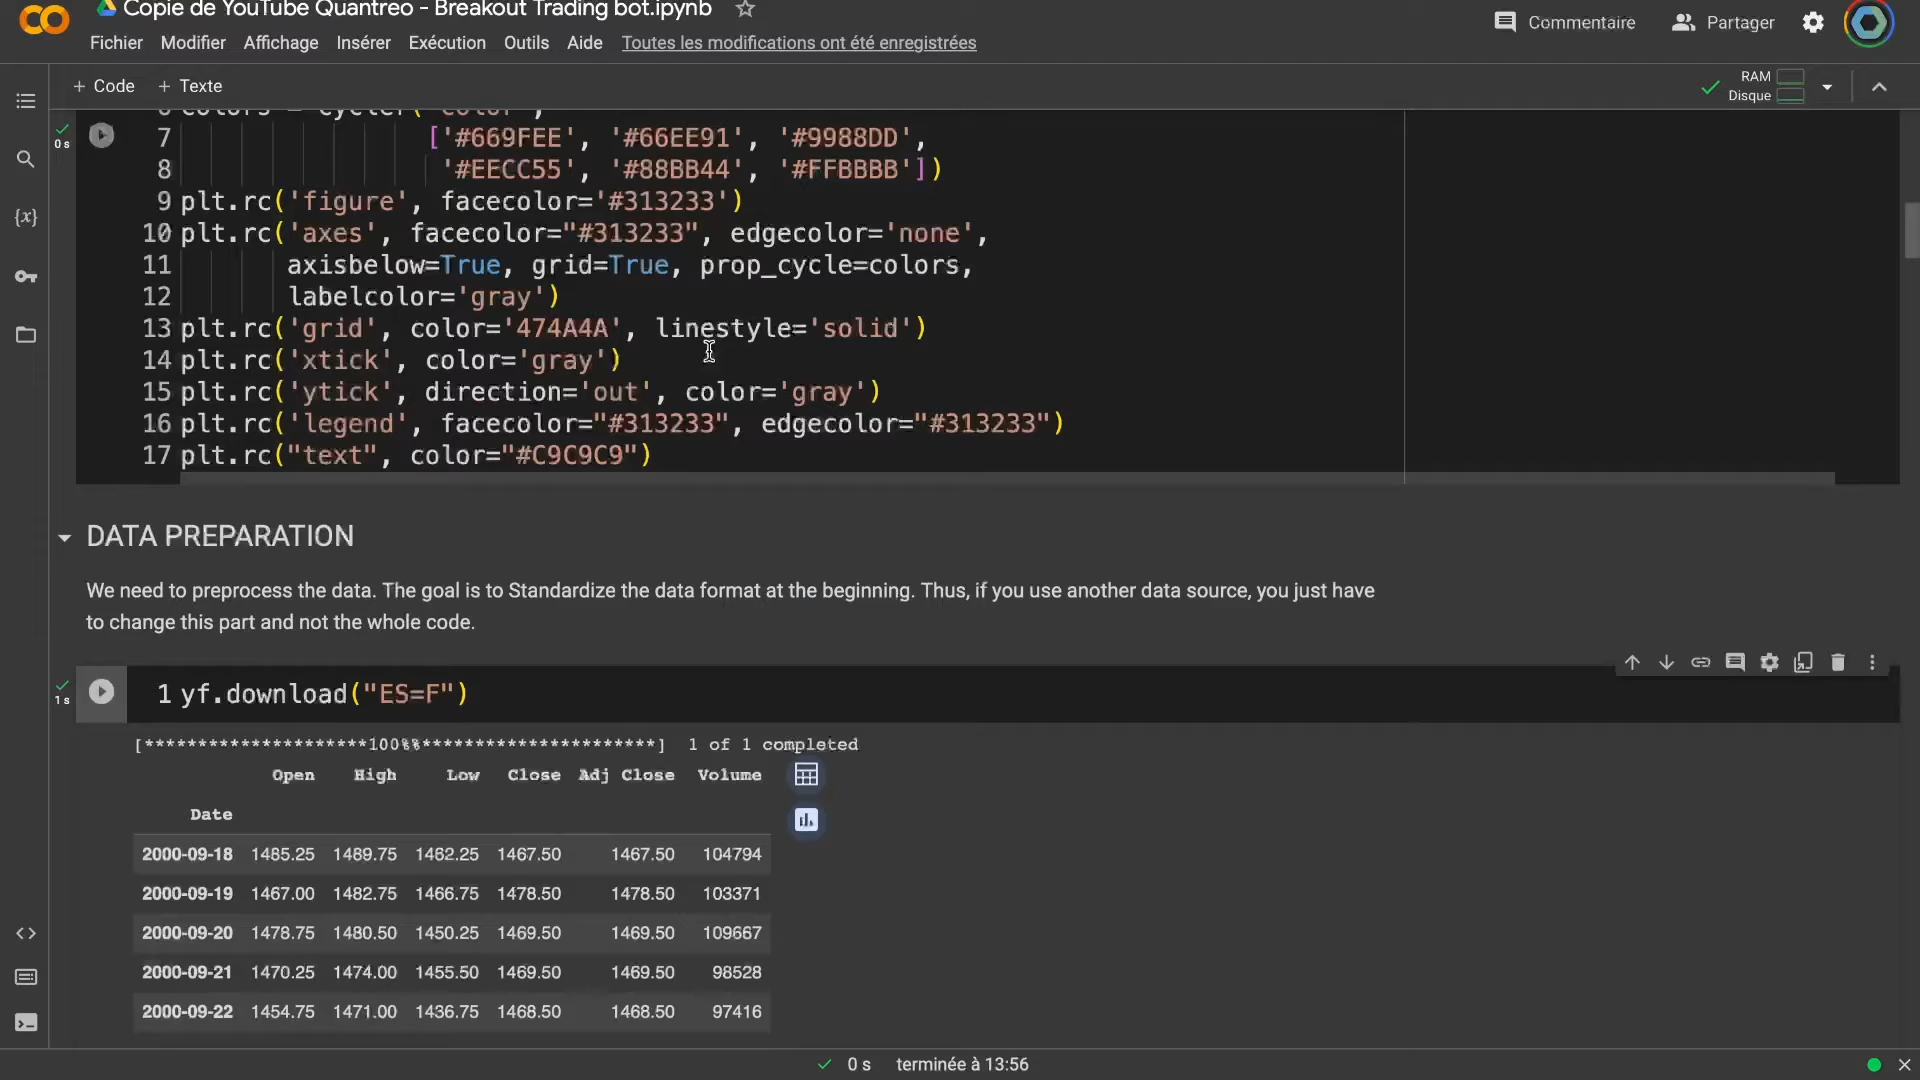 Copie de YouTube Quantreo - Breakout Trading bot.ipynb
Commentaire
Partager
Fichier Modifier Affichage Insérer Exécution Outils Aide Toutes les modifications ont été enregistrées
+ Code + Texte
RAM
Disque
6 colors = cycler('color',
0 s
7 ['#669FEE', '#66EE91', '#9988DD',
8 '#EECC55', '#88BB44', '#FFBBBB'])
9 plt.rc('figure', facecolor='#313233')
10 plt.rc('axes', facecolor="#313233", edgecolor='none',
11 axisbelow=True, grid=True, prop_cycle=colors,
12 labelcolor='gray')
13 plt.rc('grid', color='474A4A', linestyle='solid')
14 plt.rc('xtick', color='gray')
15 plt.rc('ytick', direction='out', color='gray')
16 plt.rc('legend', facecolor="#313233", edgecolor="#313233")
17 plt.rc("text", color="#C9C9C9")
DATA PREPARATION
We need to preprocess the data. The goal is to Standardize the data format at the beginning. Thus, if you use another data source, you just have
to change this part and not the whole code.
1 s
1 yf.download("ES=F")
[*********************100%%**********************] 1 of 1 completed
Open High Low Close Adj Close Volume
Date
2000-09-18 1485.25 1489.75 1462.25 1467.50 1467.50 104794
2000-09-19 1467.00 1482.75 1466.75 1478.50 1478.50 103371
2000-09-20 1478.75 1480.50 1450.25 1469.50 1469.50 109667
2000-09-21 1470.25 1474.00 1455.50 1469.50 1469.50 98528
2000-09-22 1454.75 1471.00 1436.75 1468.50 1468.50 97416
0 s terminée à 13:56